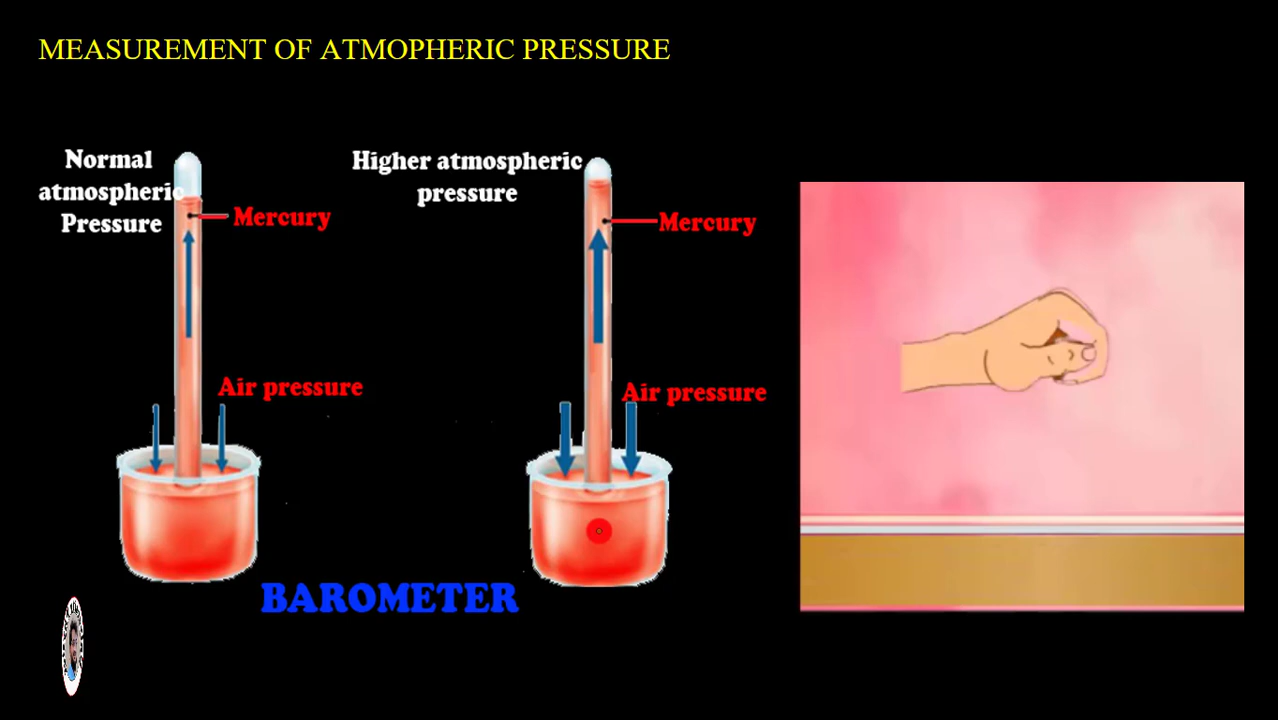 MEASUREMENT OF ATMOPHERIC PRESSURE
Normal
atmospheric
Pressure
Mercury
Air pressure
Higher atmospheric
pressure
Mercury
Air pressure
BAROMETER